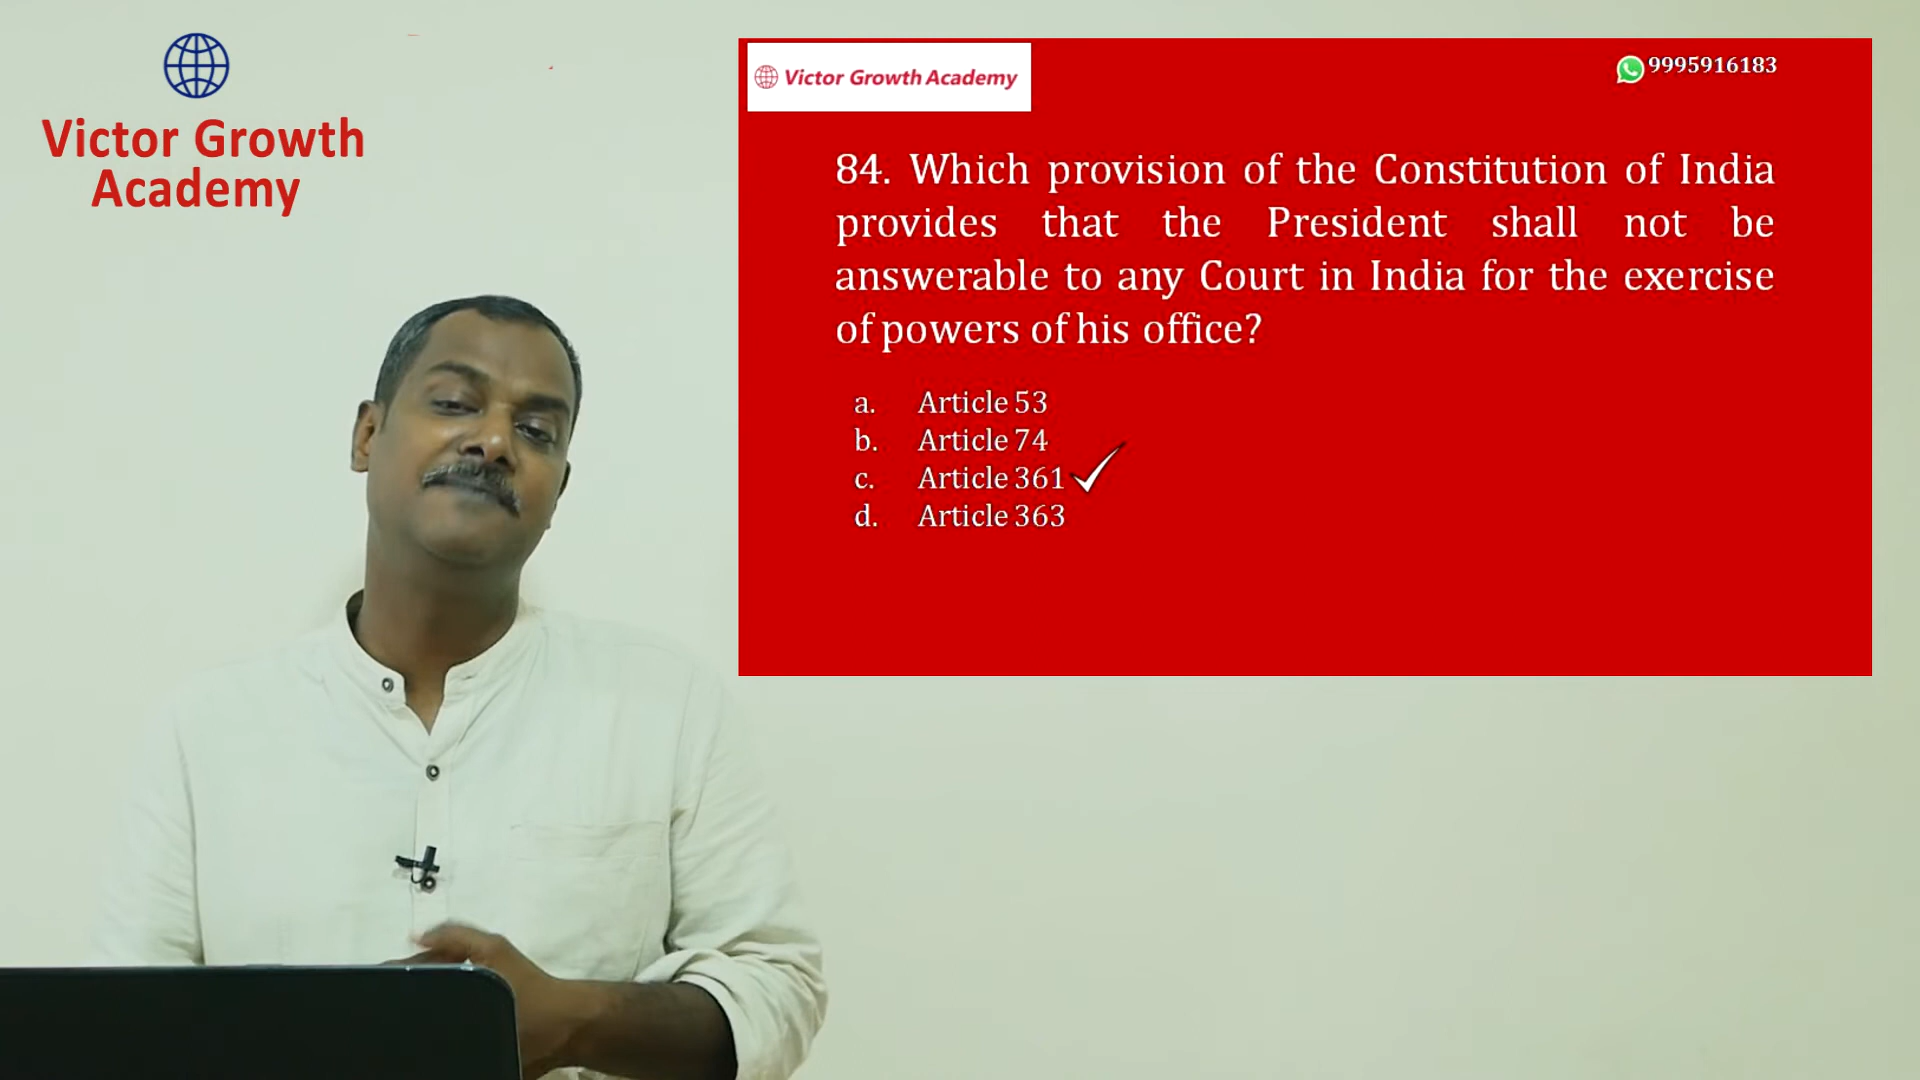 Victor Growth
Academy
Victor Growth Academy
9995916183
84. Which provision of the Constitution of India
provides that the President shall not be
answerable to any Court in India for the exercise
of powers of his office?
a. Article 53
b. Article 74
c. Article 361
d. Article 363